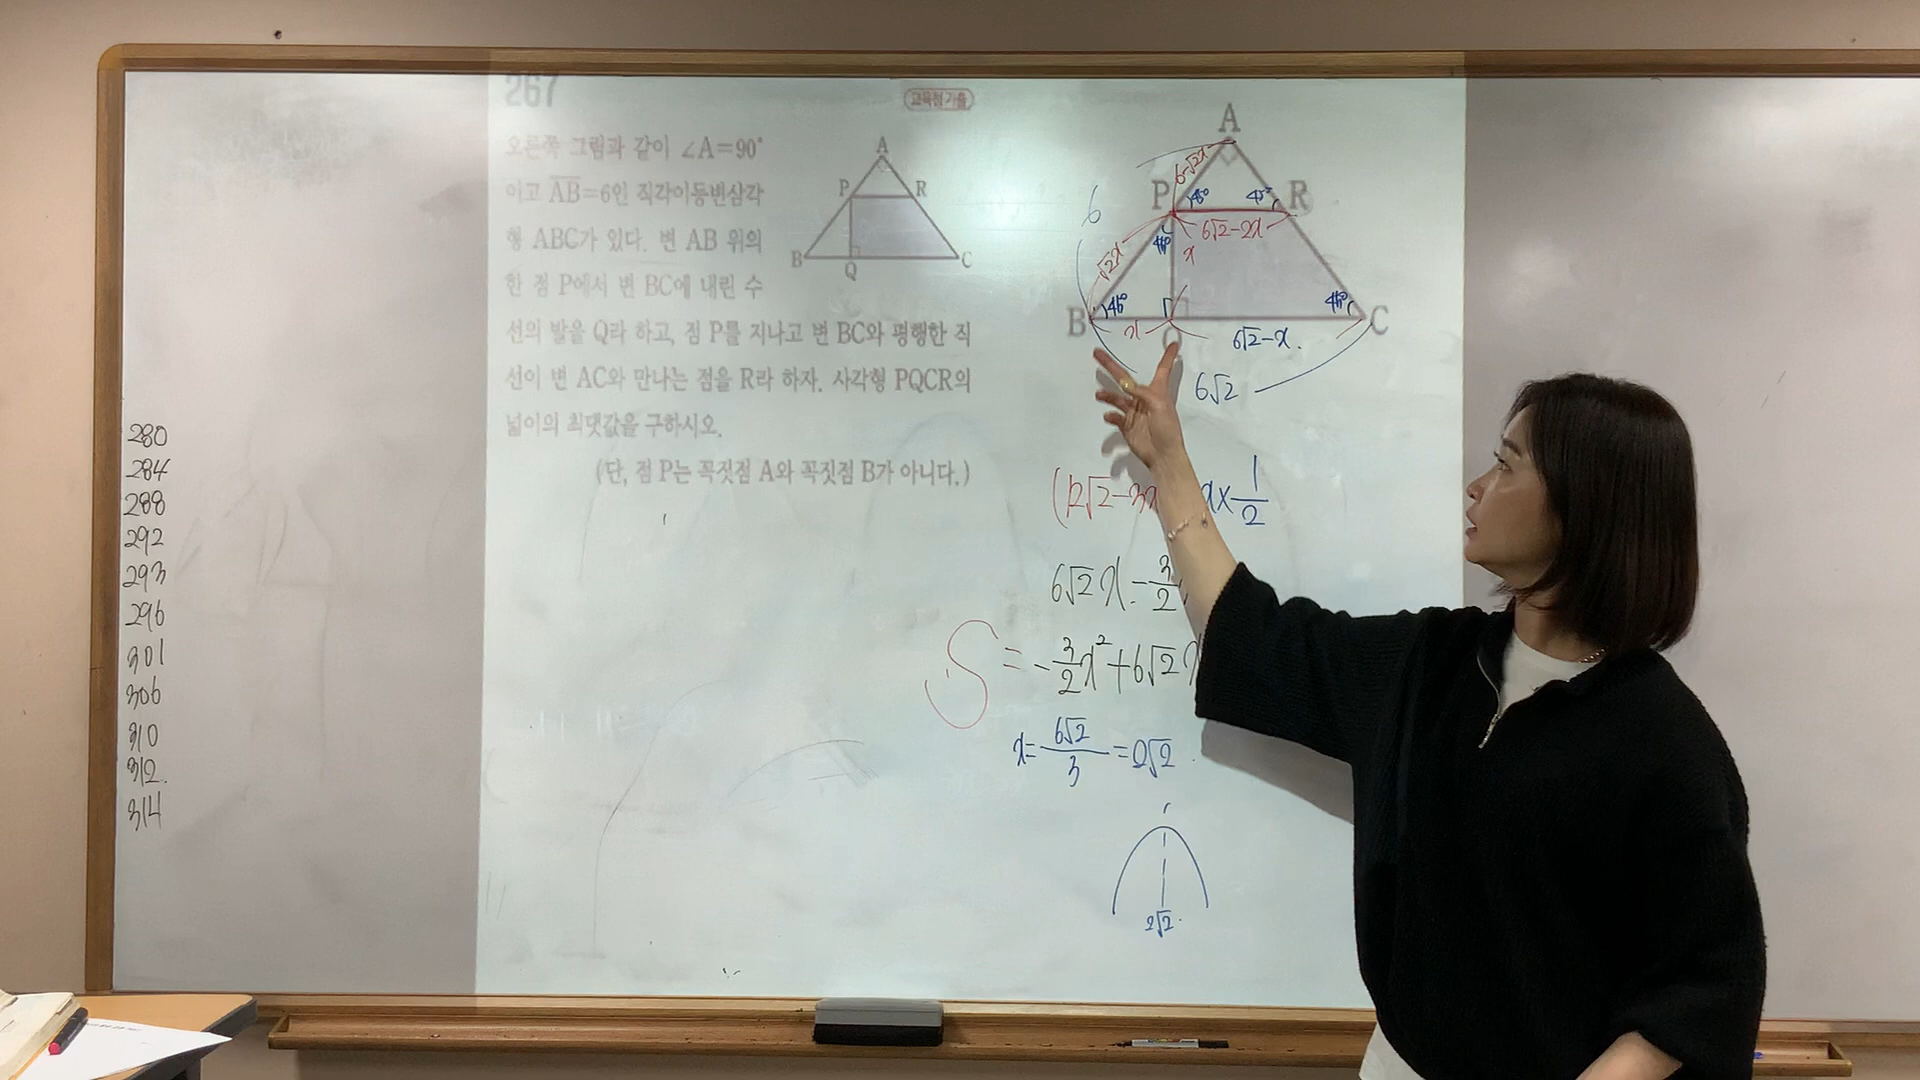 267
교육청기출
오른쪽 그림과 같이 ∠A=90°
이고 AB=6인 직각이등변삼각
형 ABC가 있다. 변 AB 위의
한 점 P에서 변 BC에 내린 수
선의 발을 Q라 하고, 점 P를 지나고 변 BC와 평행한 직
선이 변 AC와 만나는 점을 R라 하자. 사각형 PQCR의
넓이의 최댓값을 구하시오.
(단, 점 P는 꼭짓점 A와 꼭짓점 B가 아니다.)
A
P R
B Q C
A
6-√2x
6 P 45° 45° R
6√2-2x
45° x
√2x
B 45° 45° C
x Q 6√2-x.
6√2
(12√2-3x x×1/2
6√2x-3/2
S=-3/2x²+6√2x
x=6√2/3=2√2.
2√2.
280
284
288
292
293
296
301
306
310
312.
314